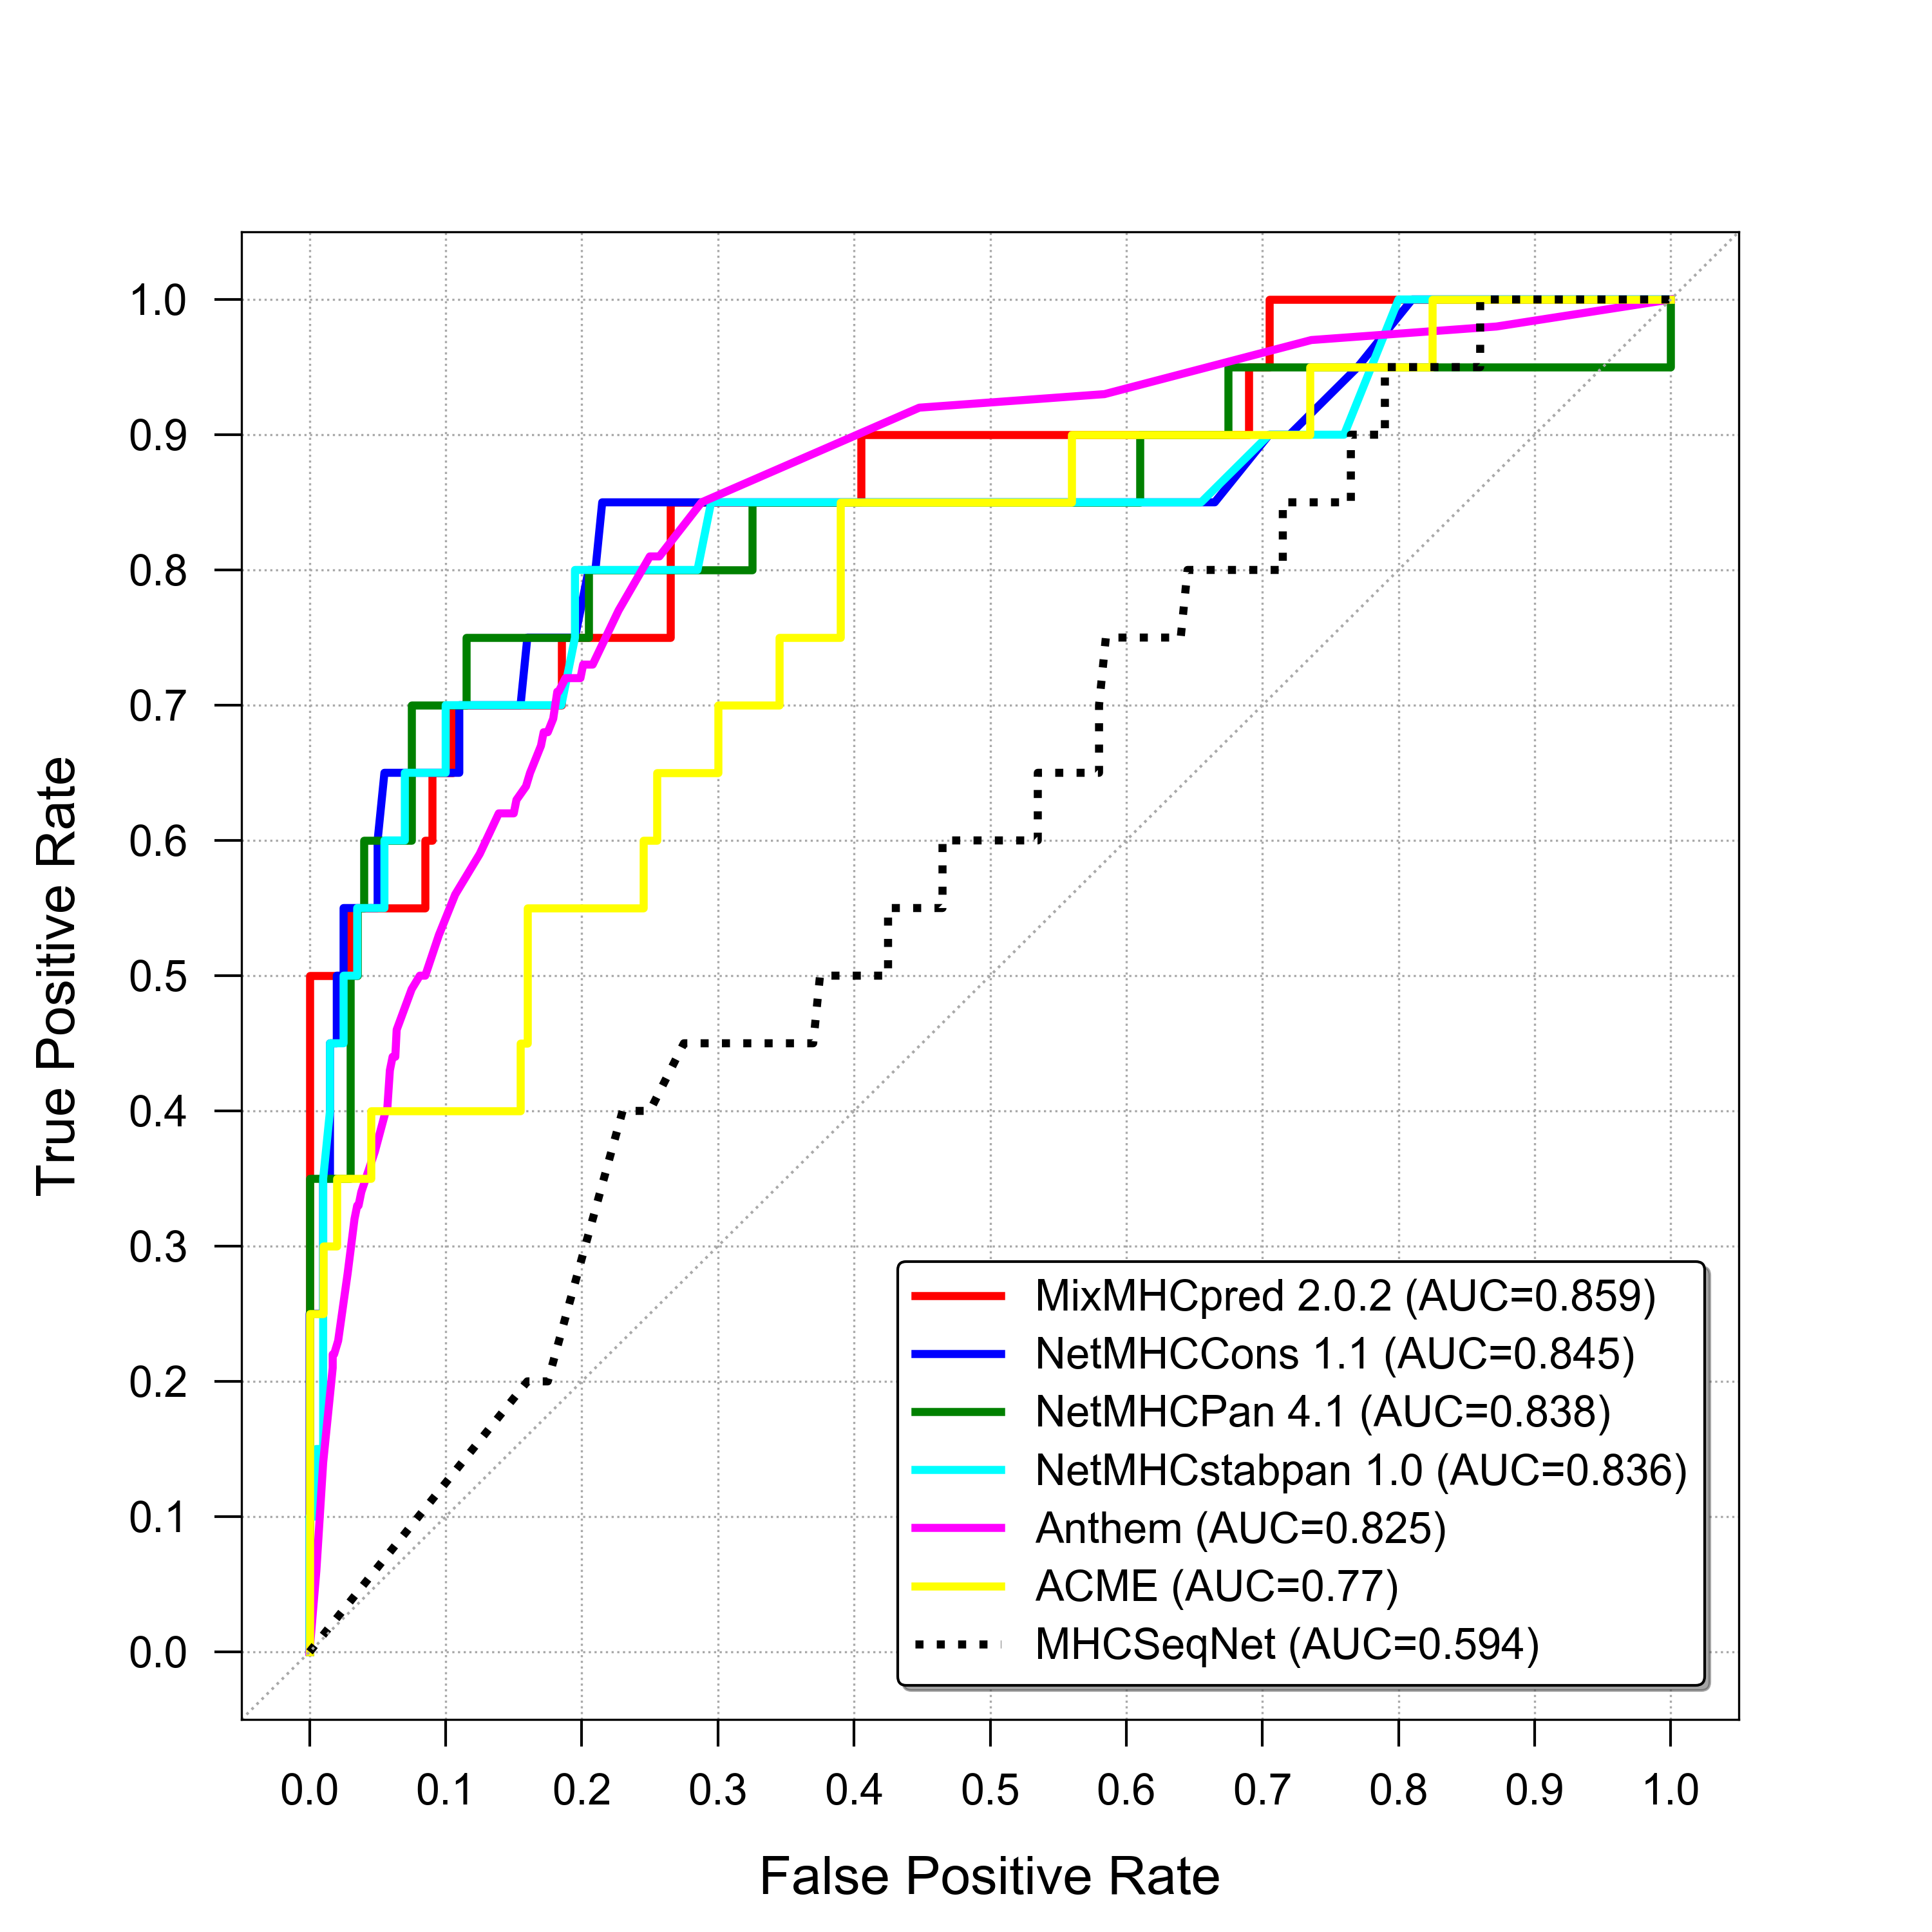 1.0
0.9
0.8
0.7
0.6
0.5
0.4
0.3
0.2
0.1
0.0
True Positive Rate
MixMHCpred 2.0.2 (AUC=0.859)
NetMHCCons 1.1 (AUC=0.845)
NetMHCPan 4.1 (AUC=0.838)
NetMHCstabpan 1.0 (AUC=0.836)
Anthem (AUC=0.825)
ACME (AUC=0.77)
MHCSeqNet (AUC=0.594)
0.0 0.1 0.2 0.3 0.4 0.5 0.6 0.7 0.8 0.9 1.0
False Positive Rate